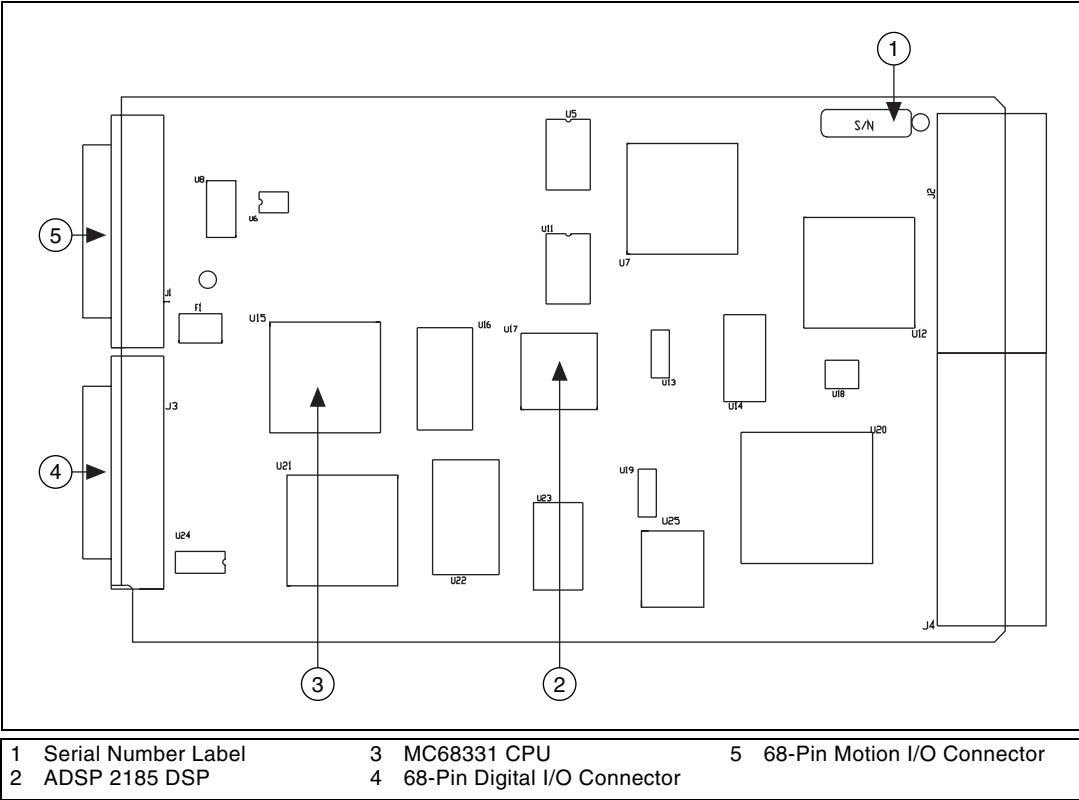 1
S/N
U5
U8
U6
J2
5
U11
U7
J1
F1
U15
U16
U17
U12
U13
U18
U14
J3
U20
U21
4
U19
U23
U25
U24
U22
J4
3
2
1 Serial Number Label
2 ADSP 2185 DSP
3 MC68331 CPU
4 68-Pin Digital I/O Connector
5 68-Pin Motion I/O Connector